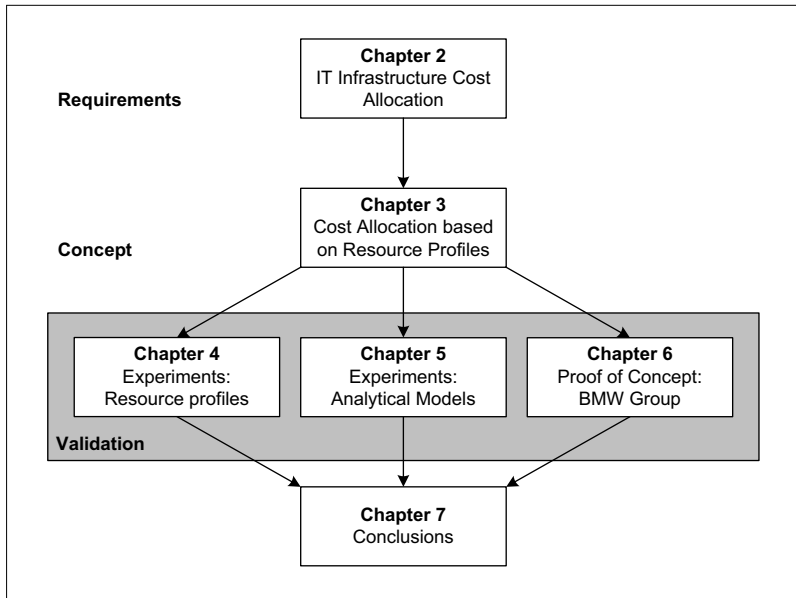 Chapter 2
IT Infrastructure Cost
Allocation
Requirements
Chapter 3
Cost Allocation based
on Resource Profiles
Concept
Chapter 4
Experiments:
Resource profiles
Chapter 5
Experiments:
Analytical Models
Chapter 6
Proof of Concept:
BMW Group
Validation
Chapter 7
Conclusions